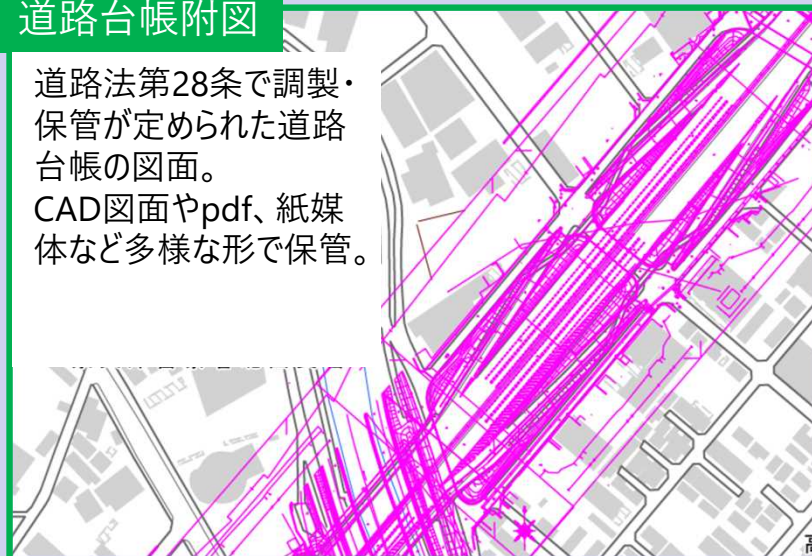 道路台帳附図
道路法第28条で調製・
保管が定められた道路
台帳の図面。
CAD図面やpdf、紙媒
体など多様な形で保管。